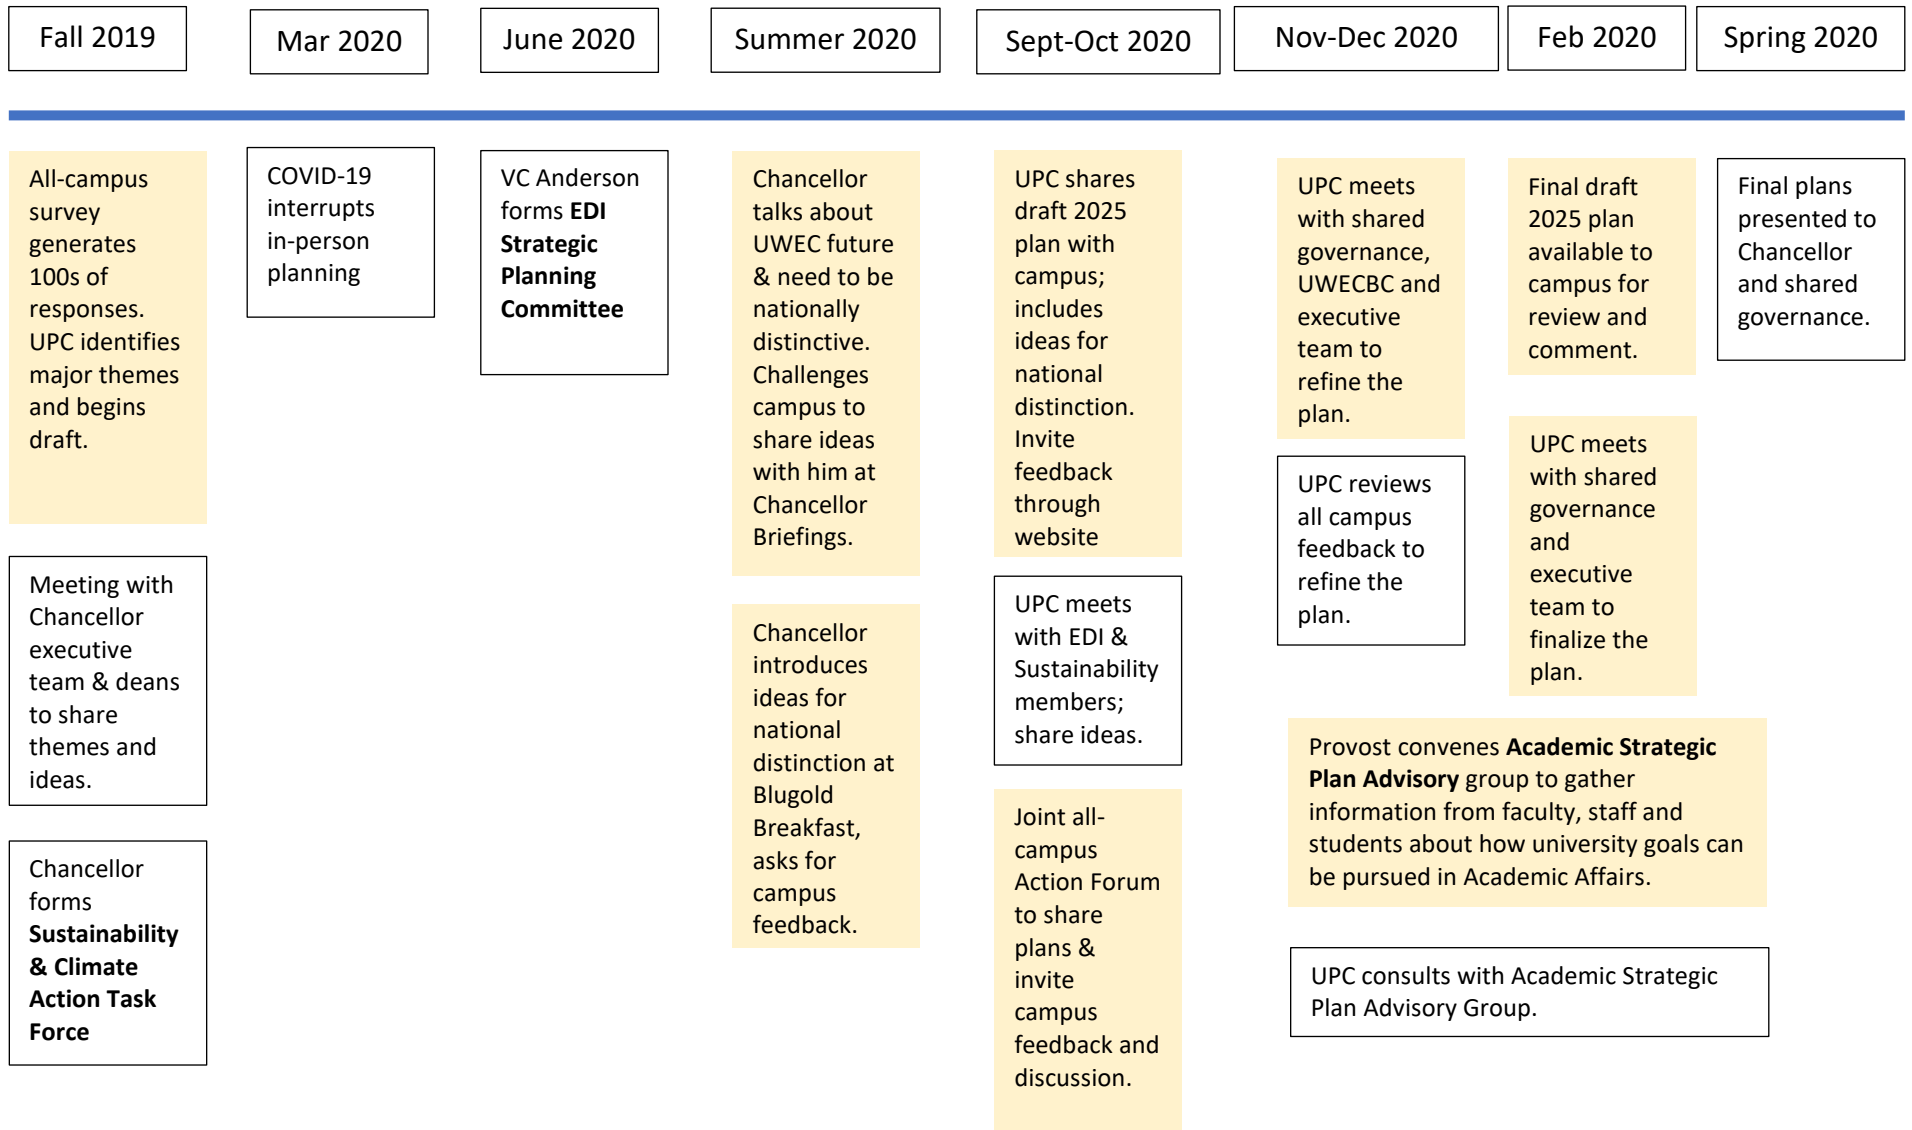 Fall 2019
Mar 2020
June 2020
Summer 2020
Sept-Oct 2020
Nov-Dec 2020
Feb 2020
Spring 2020
All-campus
survey
generates
100s of
responses.
UPC identifies
major themes
and begins
draft.
Meeting with
Chancellor
executive
team & deans
to share
themes and
ideas.
Chancellor
forms
Sustainability
& Climate
Action Task
Force
COVID-19
interrupts
in-person
planning
VC Anderson
forms EDI
Strategic
Planning
Committee
Chancellor
talks about
UWEC future
& need to be
nationally
distinctive.
Challenges
campus to
share ideas
with him at
Chancellor
Briefings.
Chancellor
introduces
ideas for
national
distinction at
Blugold
Breakfast,
asks for
campus
feedback.
UPC shares
draft 2025
plan with
campus;
includes
ideas for
national
distinction.
Invite
feedback
through
website
UPC meets
with EDI &
Sustainability
members;
share ideas.
Joint all-
campus
Action Forum
to share
plans &
invite
campus
feedback and
discussion.
UPC meets
with shared
governance,
UWECBC and
executive
team to
refine the
plan.
UPC reviews
all campus
feedback to
refine the
plan.
Final draft
2025 plan
available to
campus for
review and
comment.
UPC meets
with shared
governance
and
executive
team to
finalize the
plan.
Final plans
presented to
Chancellor
and shared
governance.
Provost convenes Academic Strategic
Plan Advisory group to gather
information from faculty, staff and
students about how university goals can
be pursued in Academic Affairs.
UPC consults with Academic Strategic
Plan Advisory Group.